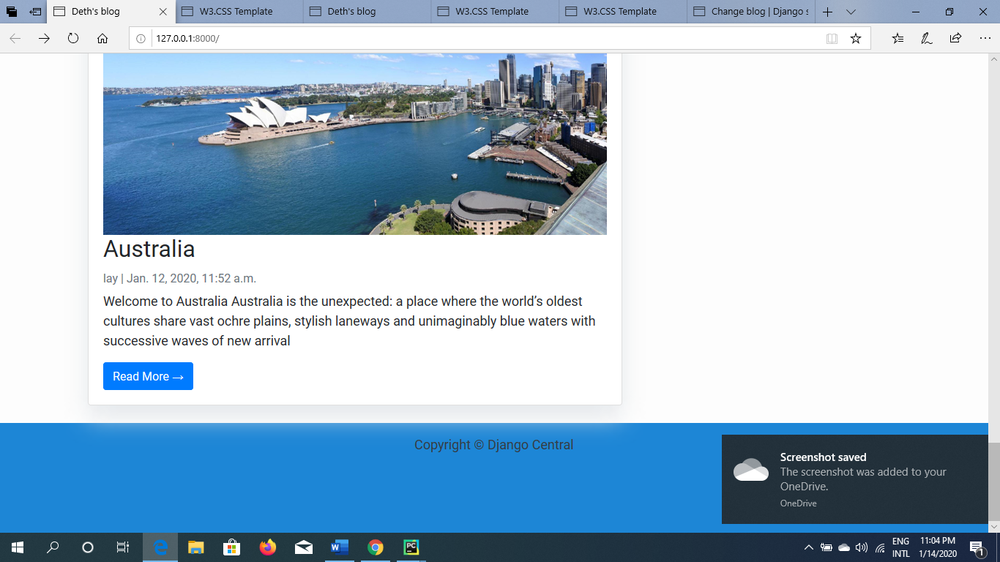 Deth's blog
W3.CSS Template
Deth's blog
W3.CSS Template
W3.CSS Template
Change blog | Django s
127.0.0.1:8000/
Australia
lay | Jan. 12, 2020, 11:52 a.m.
Welcome to Australia Australia is the unexpected: a place where the world’s oldest
cultures share vast ochre plains, stylish laneways and unimaginably blue waters with
successive waves of new arrival
Read More →
Copyright © Django Central
Screenshot saved
The screenshot was added to your
OneDrive.
OneDrive
W
PC
ENG
INTL
11:04 PM
1/14/2020
1